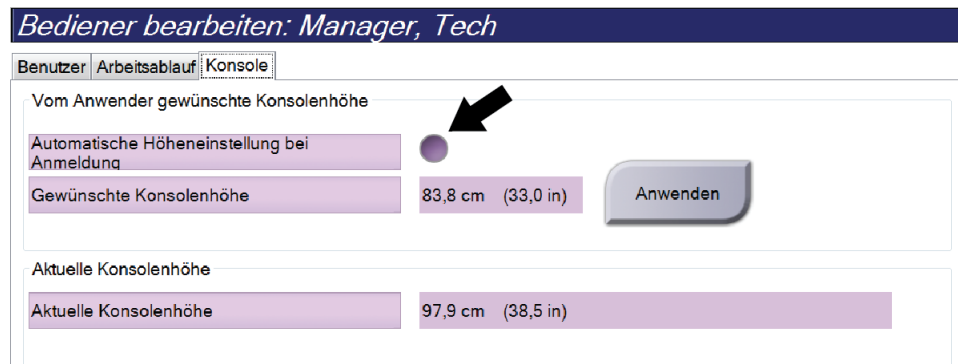 Bediener bearbeiten: Manager, Tech
Benutzer Arbeitsablauf Konsole
Vom Anwender gewünschte Konsolenhöhe
Automatische Höheneinstellung bei
Anmeldung
Gewünschte Konsolenhöhe 83,8 cm (33,0 in) Anwenden
Aktuelle Konsolenhöhe
Aktuelle Konsolenhöhe 97,9 cm (38,5 in)